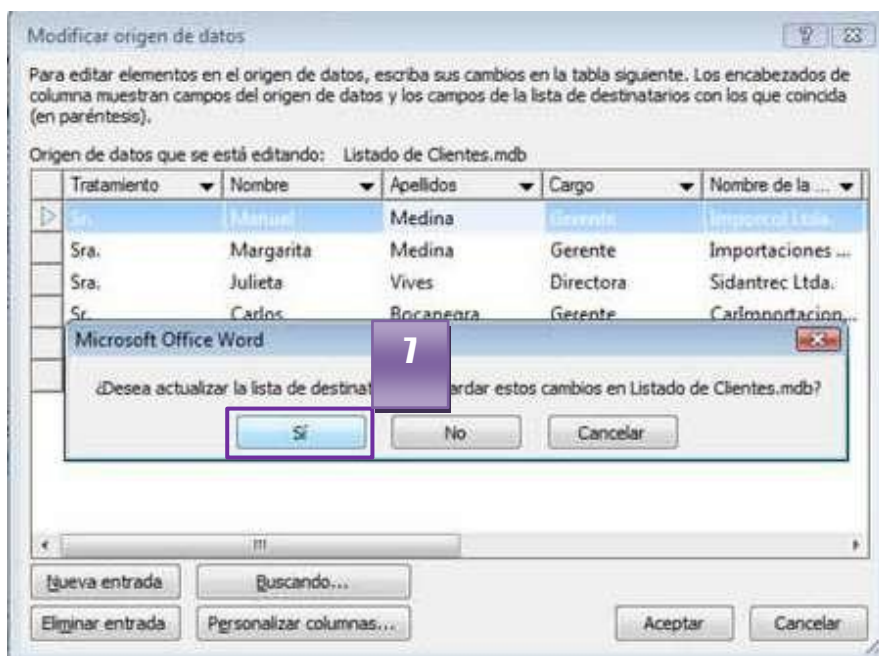 Modificar origen de datos
Para editar elementos en el origen de datos, escriba sus cambios en la tabla siguiente. Los encabezados de
columna muestran campos del origen de datos y los campos de la lista de destinatarios con los que coincida
(en paréntesis).
Origen de datos que se está editando: Listado de Clientes.mdb
Tratamiento Nombre Apellidos Cargo Nombre de la ...
Sr. Manuel Medina Gerente Imporcol Ltda.
Sra. Margarita Medina Gerente Importaciones ...
Sra. Julieta Vives Directora Sidantrec Ltda.
Sr. Carlos Bocanegra Gerente CarImportacion...
Microsoft Office Word
7
¿Desea actualizar la lista de destinat ardar estos cambios en Listado de Clientes.mdb?
Sí No Cancelar
Nueva entrada Buscando...
Eliminar entrada Personalizar columnas... Aceptar Cancelar